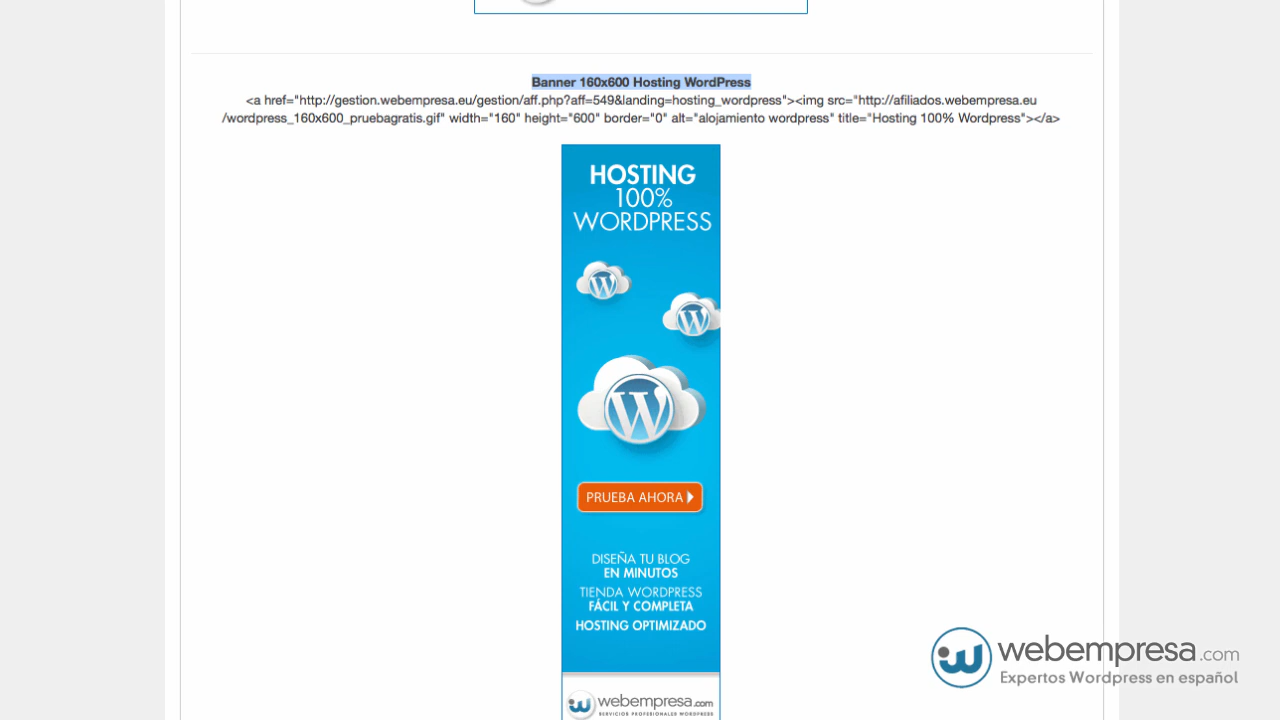 Banner 160x600 Hosting WordPress
<a href="http://gestion.webempresa.eu/gestion/aff.php?aff=549&landing=hosting_wordpress"><img src="http://afiliados.webempresa.eu
/wordpress_160x600_pruebagratis.gif" width="160" height="600" border="0" alt="alojamiento wordpress" title="Hosting 100% Wordpress"></a>
HOSTING
100%
WORDPRESS
PRUEBA AHORA
DISEÑA TU BLOG
EN MINUTOS
TIENDA WORDPRESS
FÁCIL Y COMPLETA
HOSTING OPTIMIZADO
webempresa.com
SERVICIOS PROFESIONALES WORDPRESS
webempresa.com
Expertos Wordpress en español